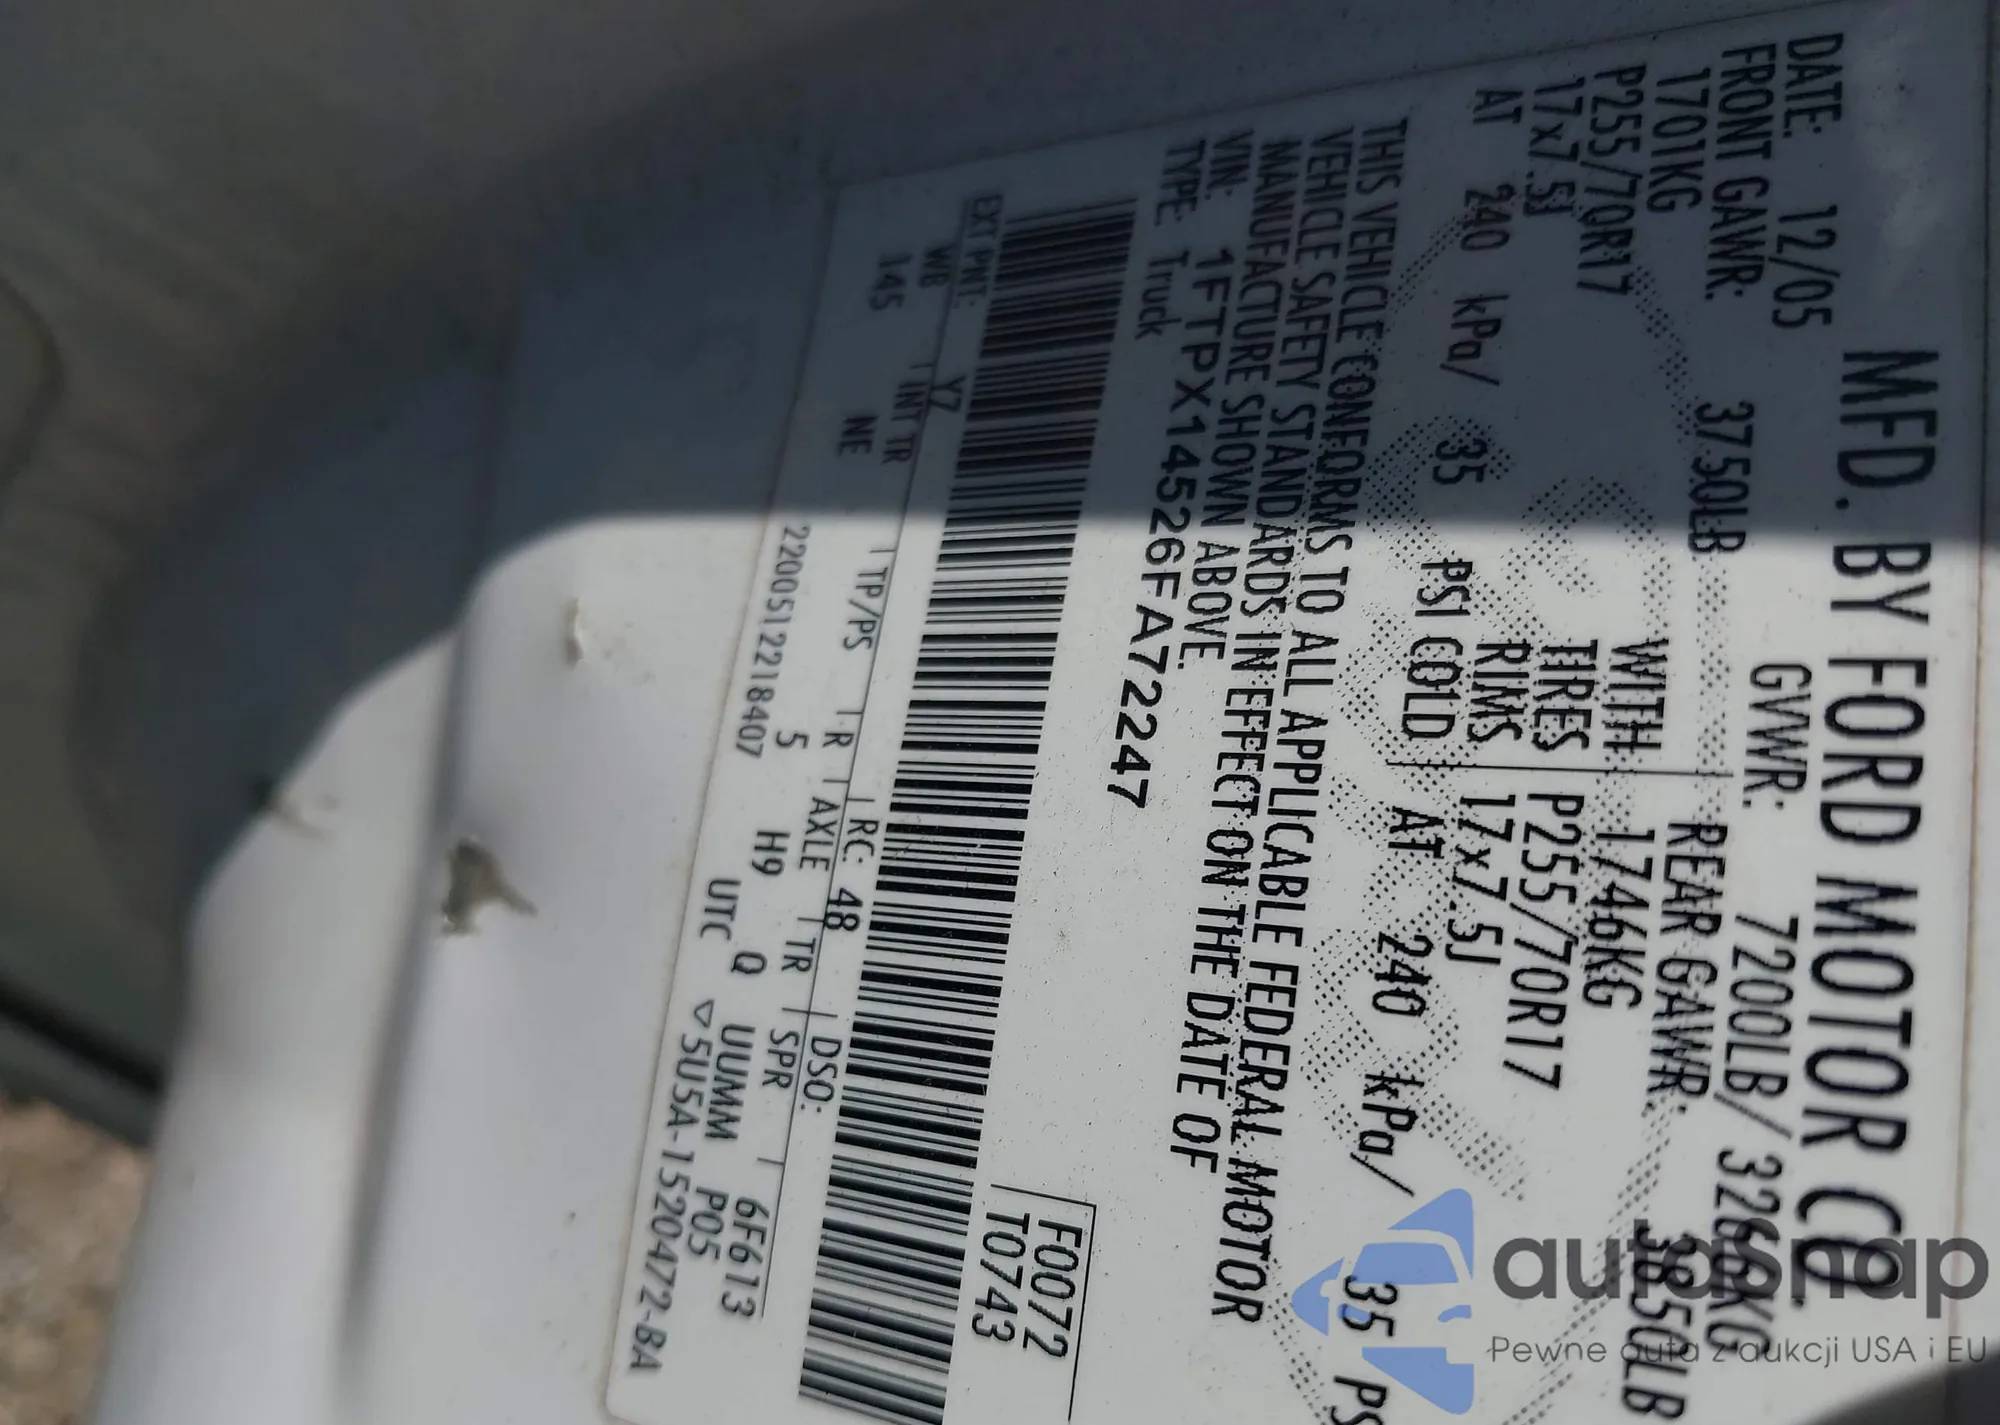 MFD. BY FORD MOTOR CO.
DATE: 12/05 GVWR: 7200LB/ 3266KG
FRONT GAWR: 3750LB REAR GAWR: 3850LB
1701KG WITH 1746KG
P255/70R17 TIRES P255/70R17
17x7.5J RIMS 17x7.5J
AT 240 kPa/ 35 PSI COLD AT 240 kPa/ 35 PS
THIS VEHICLE CONFORMS TO ALL APPLICABLE FEDERAL MOTOR
VEHICLE SAFETY STANDARDS IN EFFECT ON THE DATE OF
MANUFACTURE SHOWN ABOVE.
VIN: 1FTPX14526FA72247
TYPE: Truck
F0072
T0743
EXT PNT: YZ RC: 48 DSO:
WB INT TR TP/PS R AXLE TR SPR
145 NE 5 H9 Q UUMM 6F613
2200512218407 UTC P05
▽5U5A-1520472-BA
autosnap
Pewne auta z aukcji USA i EU